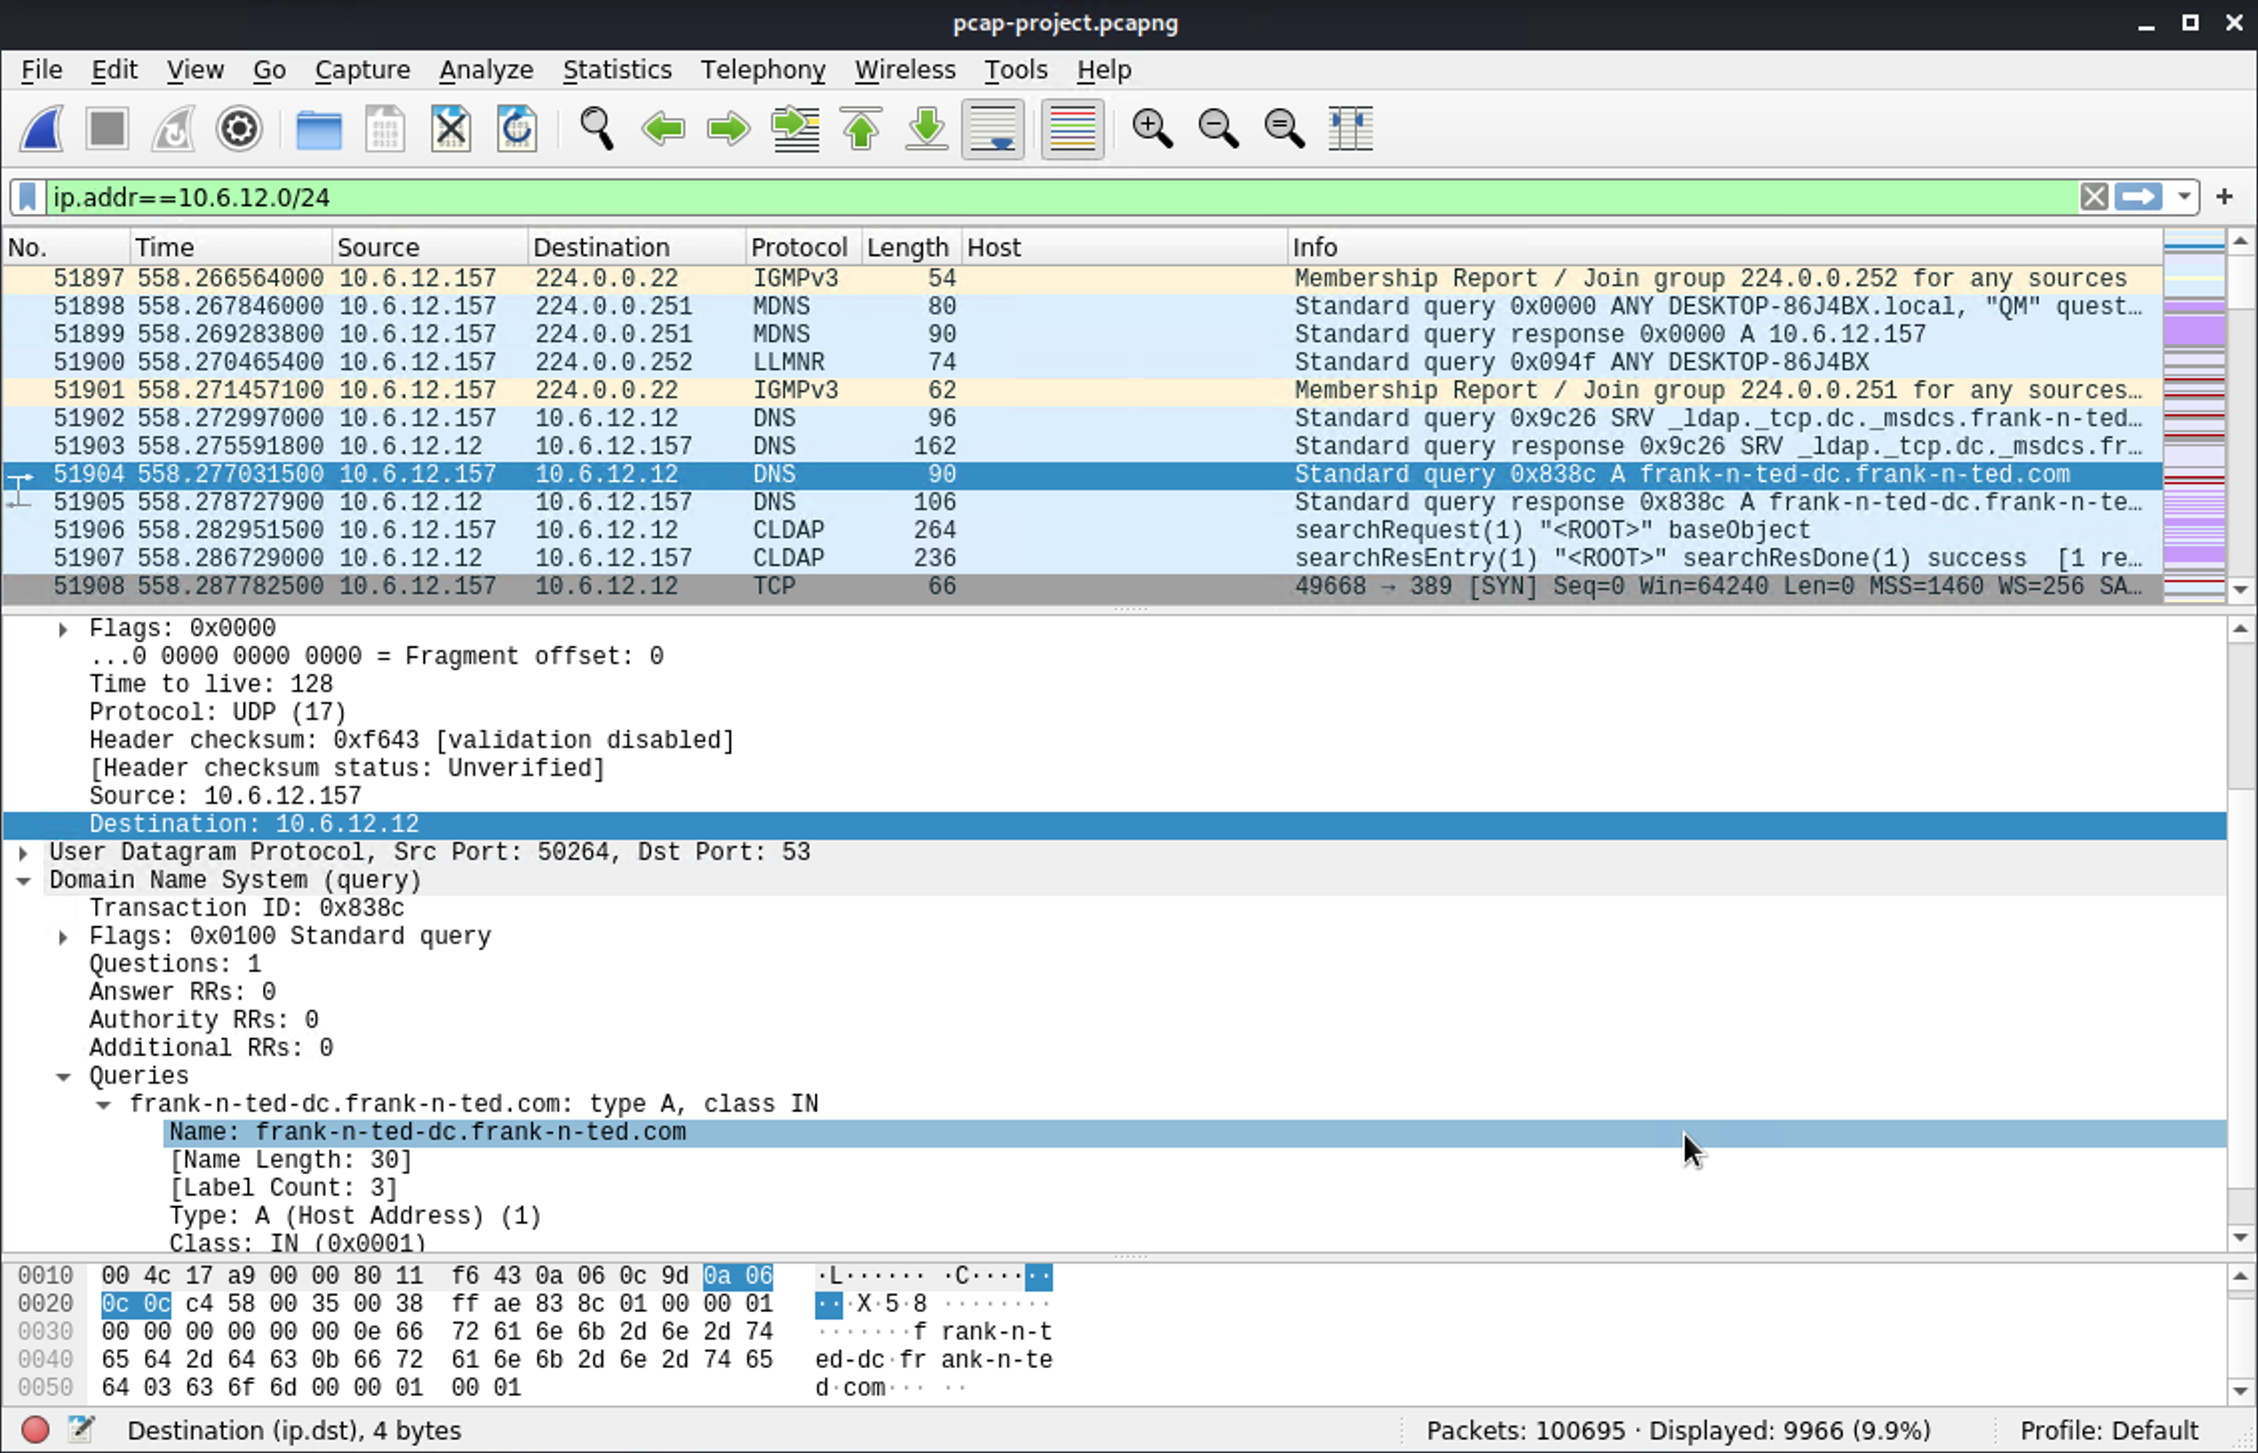 pcap-project.pcapng
File Edit View Go Capture Analyze Statistics Telephony Wireless Tools Help
ip.addr==10.6.12.0/24
No. Time Source Destination Protocol Length Host Info
51897 558.266564000 10.6.12.157 224.0.0.22 IGMPv3 54 Membership Report / Join group 224.0.0.252 for any sources
51898 558.267846000 10.6.12.157 224.0.0.251 MDNS 80 Standard query 0x0000 ANY DESKTOP-86J4BX.local, "QM" quest…
51899 558.269283800 10.6.12.157 224.0.0.251 MDNS 90 Standard query response 0x0000 A 10.6.12.157
51900 558.270465400 10.6.12.157 224.0.0.252 LLMNR 74 Standard query 0x094f ANY DESKTOP-86J4BX
51901 558.271457100 10.6.12.157 224.0.0.22 IGMPv3 62 Membership Report / Join group 224.0.0.251 for any sources…
51902 558.272997000 10.6.12.157 10.6.12.12 DNS 96 Standard query 0x9c26 SRV _ldap._tcp.dc._msdcs.frank-n-ted…
51903 558.275591800 10.6.12.12 10.6.12.157 DNS 162 Standard query response 0x9c26 SRV _ldap._tcp.dc._msdcs.fr…
51904 558.277031500 10.6.12.157 10.6.12.12 DNS 90 Standard query 0x838c A frank-n-ted-dc.frank-n-ted.com
51905 558.278727900 10.6.12.12 10.6.12.157 DNS 106 Standard query response 0x838c A frank-n-ted-dc.frank-n-te…
51906 558.282951500 10.6.12.157 10.6.12.12 CLDAP 264 searchRequest(1) "<ROOT>" baseObject
51907 558.286729000 10.6.12.12 10.6.12.157 CLDAP 236 searchResEntry(1) "<ROOT>" searchResDone(1) success  [1 re…
51908 558.287782500 10.6.12.157 10.6.12.12 TCP 66 49668 → 389 [SYN] Seq=0 Win=64240 Len=0 MSS=1460 WS=256 SA…
Flags: 0x0000
...0 0000 0000 0000 = Fragment offset: 0
Time to live: 128
Protocol: UDP (17)
Header checksum: 0xf643 [validation disabled]
[Header checksum status: Unverified]
Source: 10.6.12.157
Destination: 10.6.12.12
User Datagram Protocol, Src Port: 50264, Dst Port: 53
Domain Name System (query)
Transaction ID: 0x838c
Flags: 0x0100 Standard query
Questions: 1
Answer RRs: 0
Authority RRs: 0
Additional RRs: 0
Queries
frank-n-ted-dc.frank-n-ted.com: type A, class IN
Name: frank-n-ted-dc.frank-n-ted.com
[Name Length: 30]
[Label Count: 3]
Type: A (Host Address) (1)
Class: IN (0x0001)
0010 00 4c 17 a9 00 00 80 11 f6 43 0a 06 0c 9d 0a 06 ·L······ ·C······
0020 0c 0c c4 58 00 35 00 38 ff ae 83 8c 01 00 00 01 ···X·5·8 ········
0030 00 00 00 00 00 00 0e 66 72 61 6e 6b 2d 6e 2d 74 ·······f rank-n-t
0040 65 64 2d 64 63 0b 66 72 61 6e 6b 2d 6e 2d 74 65 ed-dc·fr ank-n-te
0050 64 03 63 6f 6d 00 00 01 00 01 d·com··· ··
Destination (ip.dst), 4 bytes Packets: 100695 · Displayed: 9966 (9.9%) Profile: Default